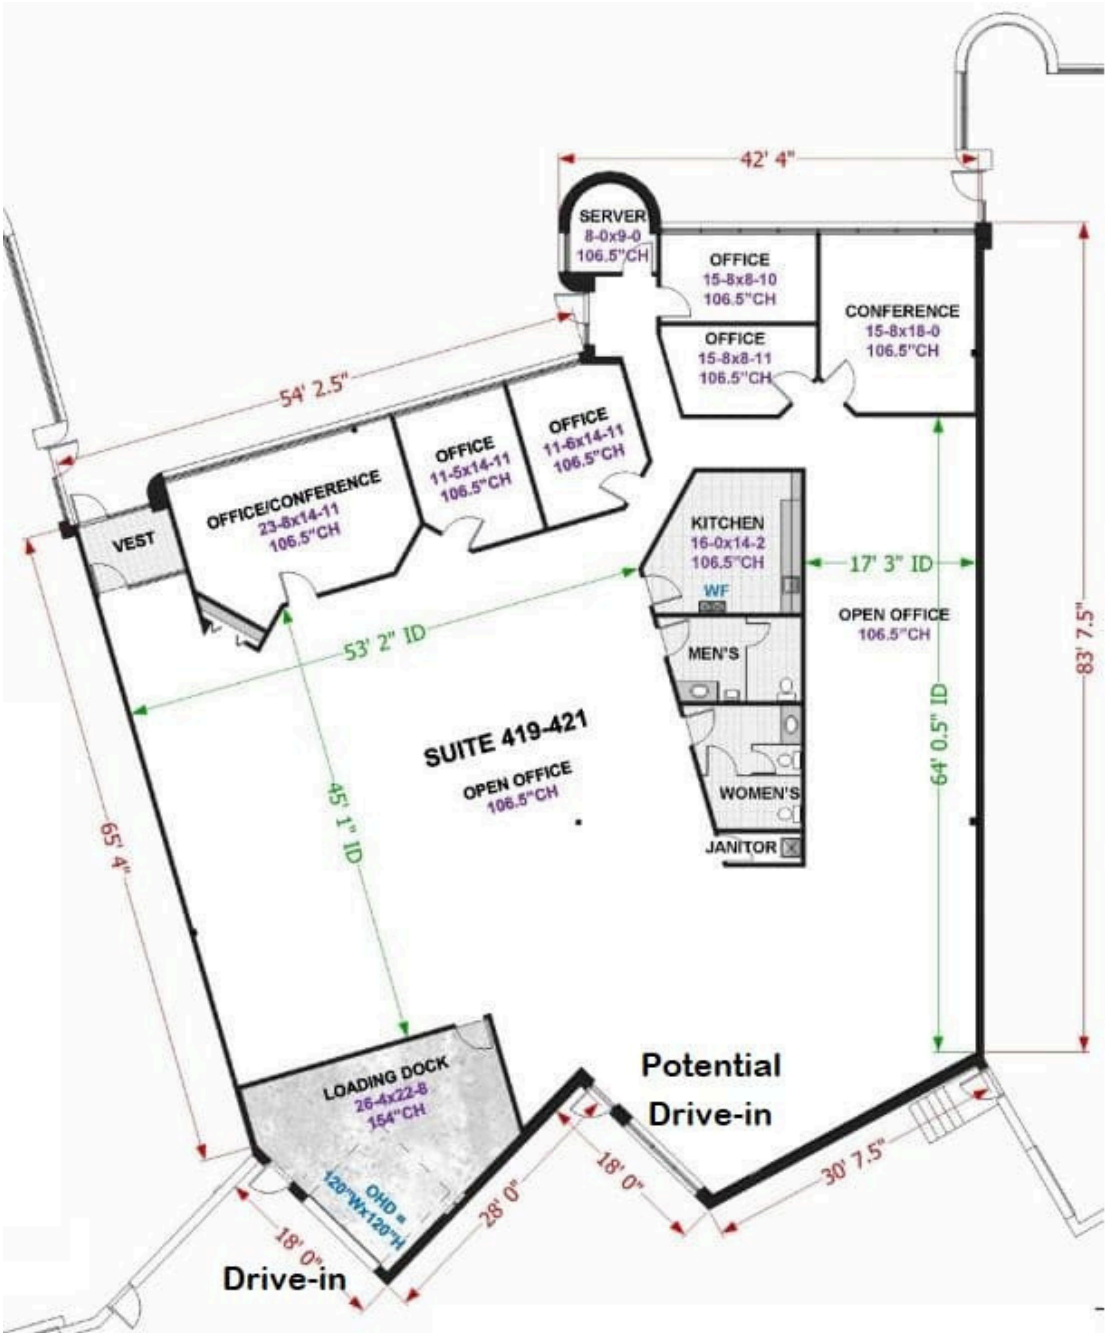 42' 4"
SERVER
8-0x9-0
106.5"CH
OFFICE
15-8x8-10
106.5"CH
CONFERENCE
15-8x18-0
106.5"CH
OFFICE
15-8x8-11
106.5"CH
54' 2.5"
OFFICE
11-6x14-11
106.5"CH
OFFICE
11-5x14-11
106.5"CH
OFFICE/CONFERENCE
23-8x14-11
106.5"CH
VEST
KITCHEN
16-0x14-2
106.5"CH
WF
17' 3" ID
OPEN OFFICE
106.5"CH
53' 2" ID
MEN'S
83' 7.5"
64' 0.5" ID
SUITE 419-421
OPEN OFFICE
106.5"CH
45' 1" ID
65' 4"
WOMEN'S
JANITOR
LOADING DOCK
26-4x22-8
154"CH
OHD =
120"Wx120"H
Potential
Drive-in
18' 0"
28' 0"
18' 0"
30' 7.5"
Drive-in